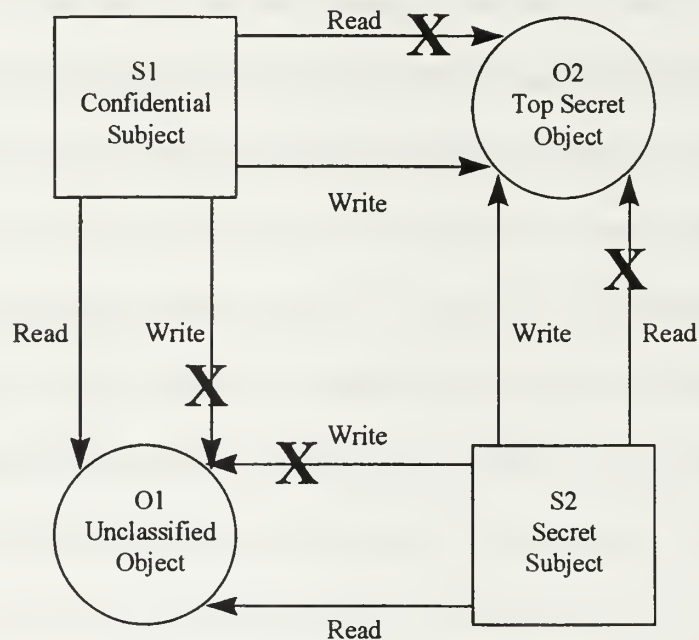 Read
X
S1
Confidential
Subject
O2
Top Secret
Object
Write
X
Read
Write
Write
Read
X
Write
X
O1
Unclassified
Object
S2
Secret
Subject
Read